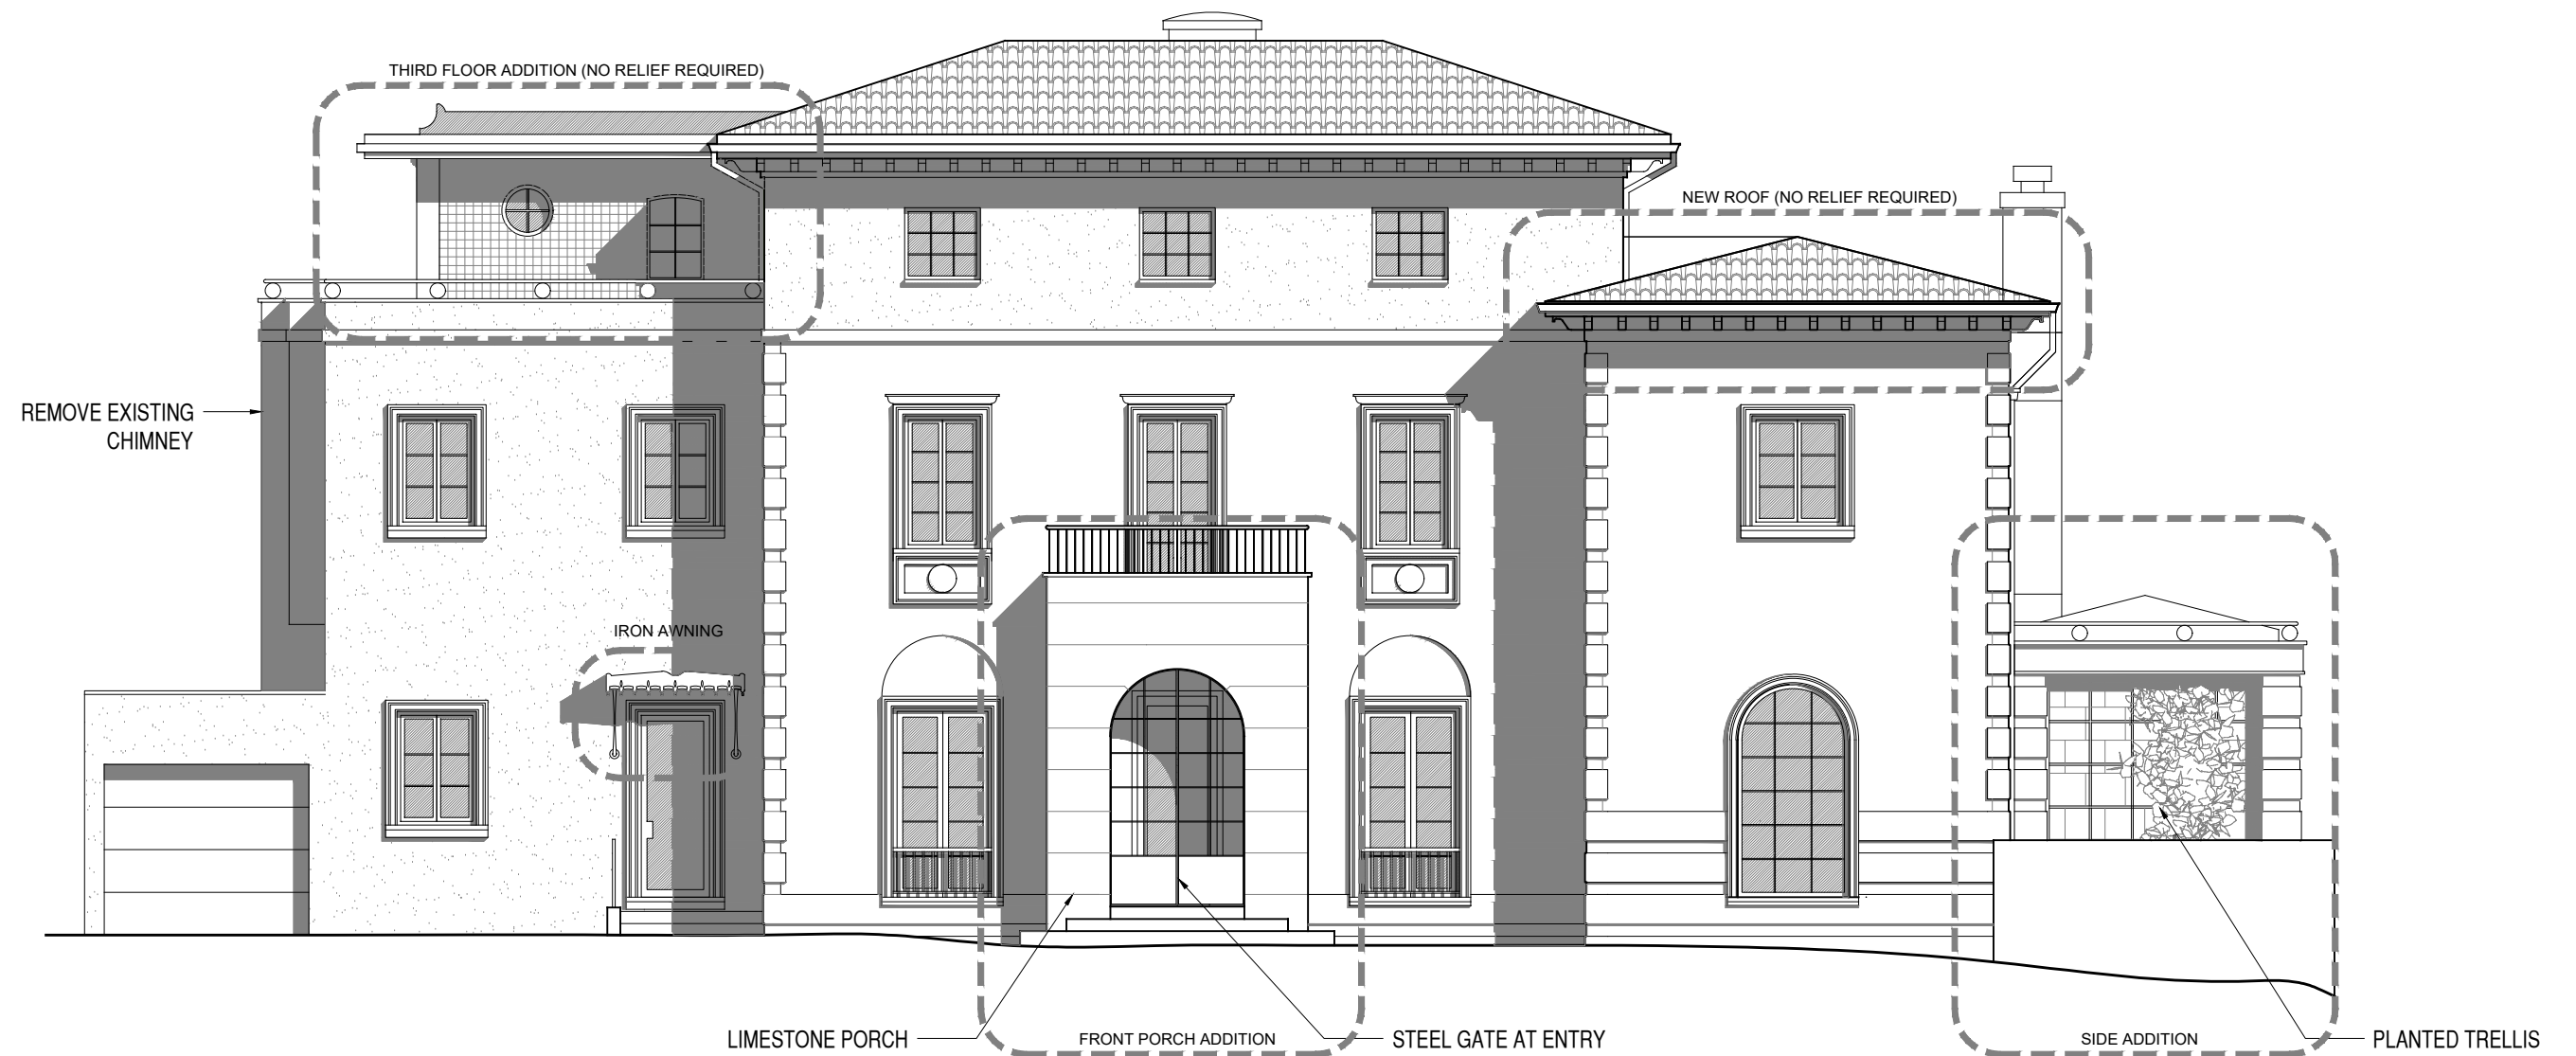 THIRD FLOOR ADDITION (NO RELIEF REQUIRED)
NEW ROOF (NO RELIEF REQUIRED)
REMOVE EXISTING
CHIMNEY
IRON AWNING
LIMESTONE PORCH
FRONT PORCH ADDITION
STEEL GATE AT ENTRY
SIDE ADDITION
PLANTED TRELLIS